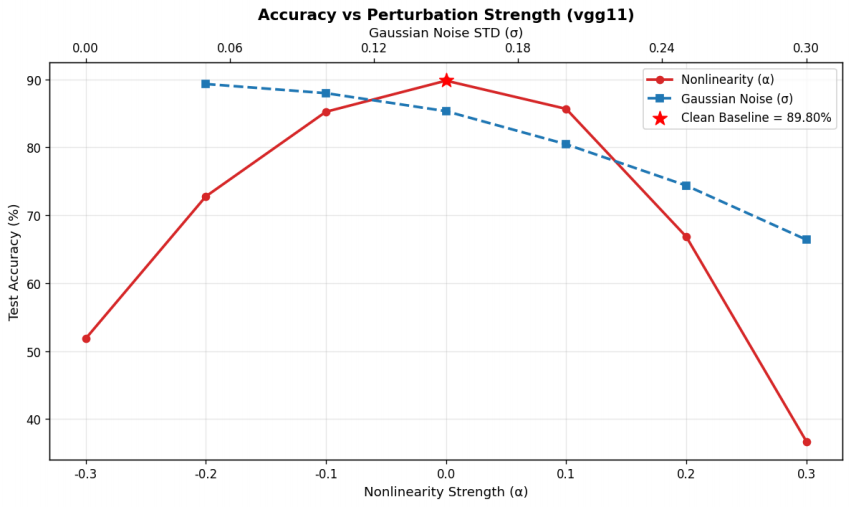 Accuracy vs Perturbation Strength (vgg11)
Gaussian Noise STD (σ)
0.00 0.06 0.12 0.18 0.24 0.30
Nonlinearity (α)
Gaussian Noise (σ)
Clean Baseline = 89.80%
Test Accuracy (%)
90
80
70
60
50
40
-0.3 -0.2 -0.1 0.0 0.1 0.2 0.3
Nonlinearity Strength (α)